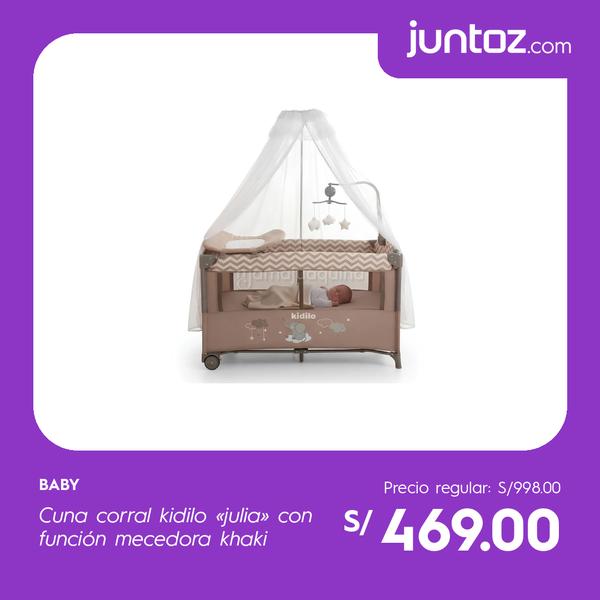 juntoz.com
kidilo
BABY
Cuna corral kidilo «julia» con
función mecedora khaki
Precio regular: S/998.00
S/ 469.00